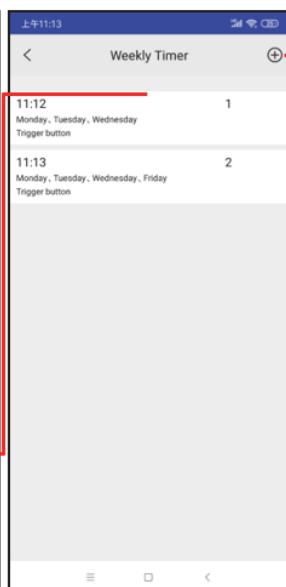 上午11:13
Weekly Timer
11:12 1
Monday、Tuesday、Wednesday
Trigger button
11:13 2
Monday、Tuesday、Wednesday、Friday
Trigger button